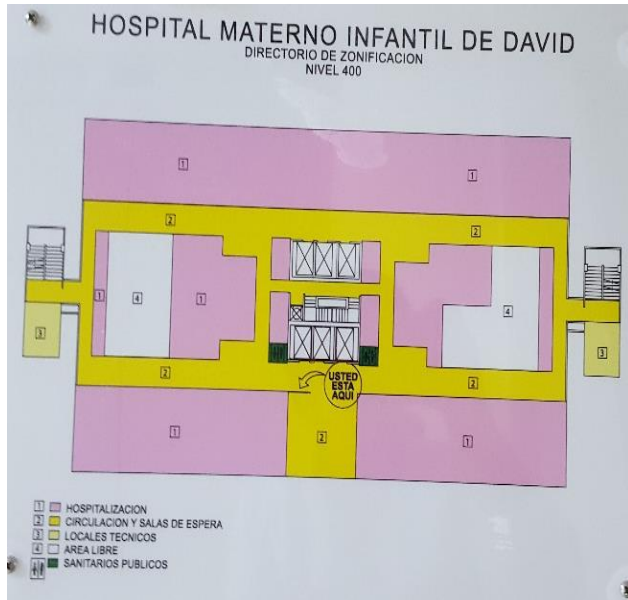 HOSPITAL MATERNO INFANTIL DE DAVID
DIRECTORIO DE ZONIFICACION
NIVEL 400
1
1
2
2
1
4
1
4
3
3
2
USTED
ESTA
AQUI
2
1
2
1
1 HOSPITALIZACION
2 CIRCULACION Y SALAS DE ESPERA
3 LOCALES TECNICOS
4 AREA LIBRE
SANITARIOS PUBLICOS